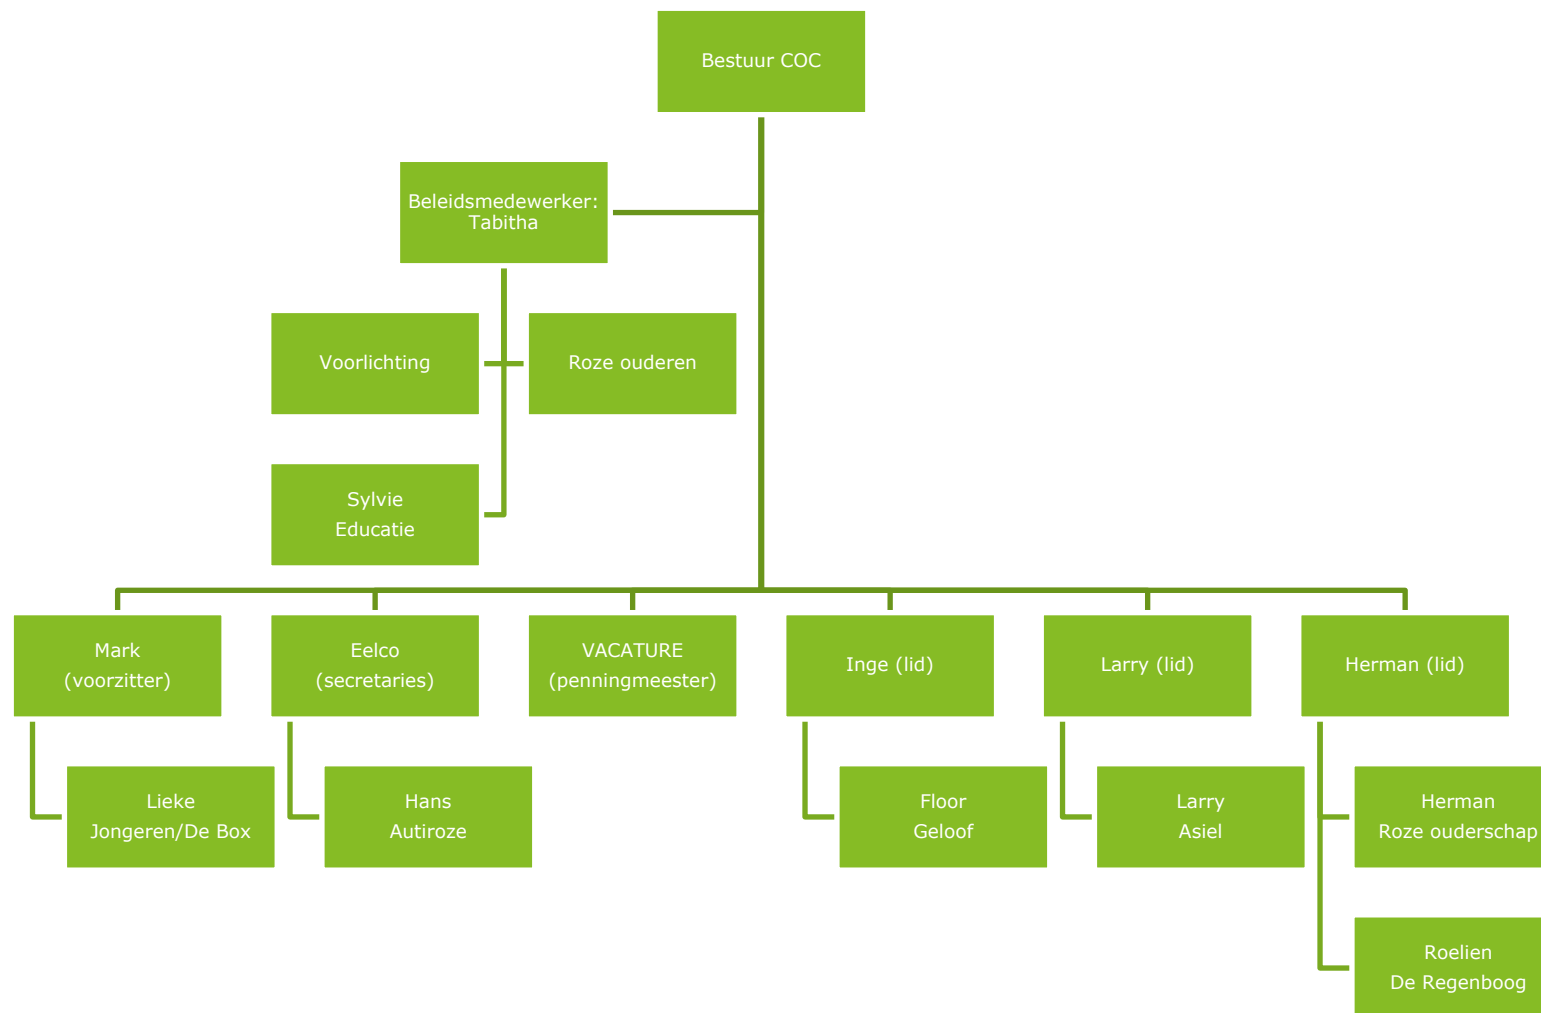 Bestuur COC
Beleidsmedewerker:
Tabitha
Voorlichting
Roze ouderen
Sylvie
Educatie
Mark
(voorzitter)
Eelco
(secretaries)
VACATURE
(penningmeester)
Inge (lid)
Larry (lid)
Herman (lid)
Lieke
Jongeren/De Box
Hans
Autiroze
Floor
Geloof
Larry
Asiel
Herman
Roze ouderschap
Roelien
De Regenboog